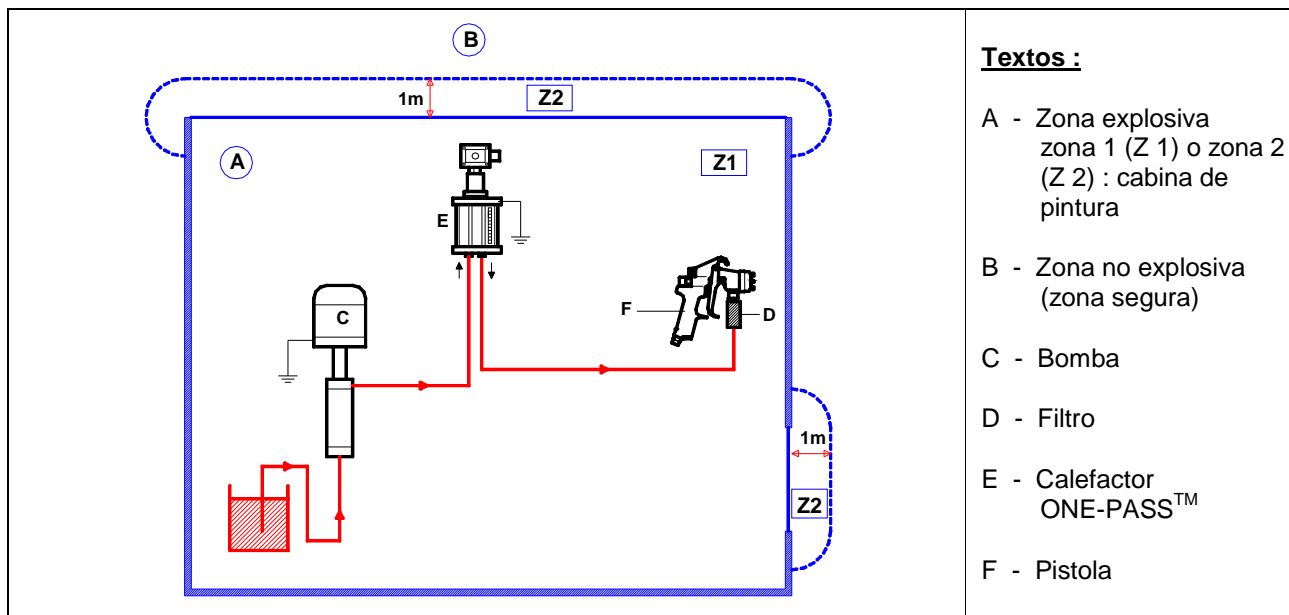 B
1m
Z2
A
Z1
E
C
F
D
1m
Z2
Textos :
A - Zona explosiva
zona 1 (Z 1) o zona 2
(Z 2) : cabina de
pintura
B - Zona no explosiva
(zona segura)
C - Bomba
D - Filtro
E - Calefactor
ONE-PASS™
F - Pistola